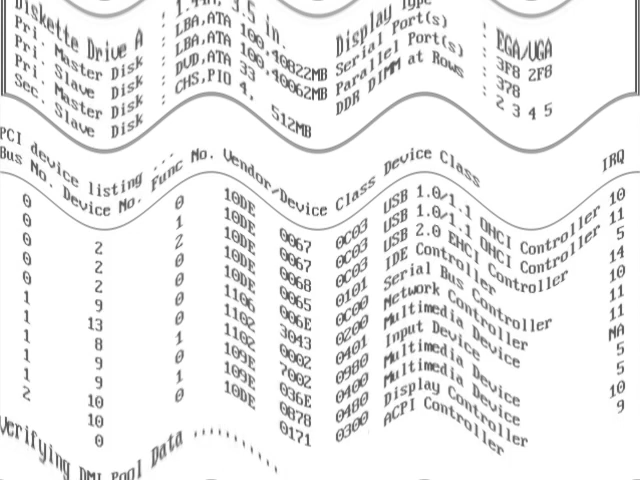 Diskette Drive A : 1.44M, 3.5 in. Display Type : EGA/VGA
Pri. Master Disk : LBA,ATA 100,40822MB Serial Port(s) : 3F8 2F8
Pri. Slave Disk : LBA,ATA 100,40062MB Parallel Port(s) : 378
Sec. Master Disk : DVD,ATA 33 DDR DIMM at Rows : 2 3 4 5
Sec. Slave Disk : CHS,PIO 4, 512MB
PCI device listing ...
Bus No. Device No. Func No. Vendor/Device Class Device Class IRQ
0 2 0 10DE 0067 0C03 USB 1.0/1.1 OHCI Controller 10
0 2 1 10DE 0067 0C03 USB 1.0/1.1 OHCI Controller 11
0 2 2 10DE 0068 0C03 USB 2.0 EHCI Controller 5
0 9 0 10DE 0065 0101 IDE Controller 14
0 13 0 10DE 006E 0C00 Serial Bus Controller 10
1 8 0 1106 3043 0200 Network Controller 11
1 9 0 1102 0002 0401 Multimedia Device 11
1 9 1 1102 7002 0980 Input Device NA
1 10 0 109E 036E 0400 Multimedia Device 5
1 10 1 109E 0878 0480 Multimedia Device 5
2 0 0 10DE 0171 0300 Display Controller 10
ACPI Controller 9
Verifying DMI Pool Data ...........